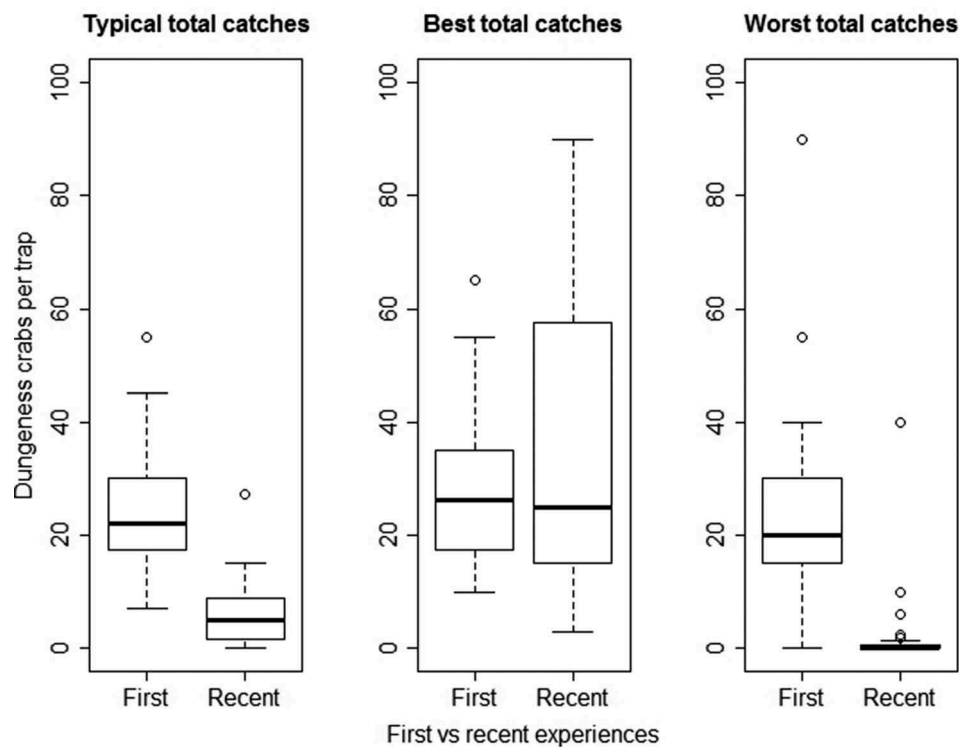 Typical total catches
Best total catches
Worst total catches
Dungeness crabs per trap
100
80
60
40
20
0
100
80
60
40
20
0
100
80
60
40
20
0
First Recent
First Recent
First Recent
First vs recent experiences